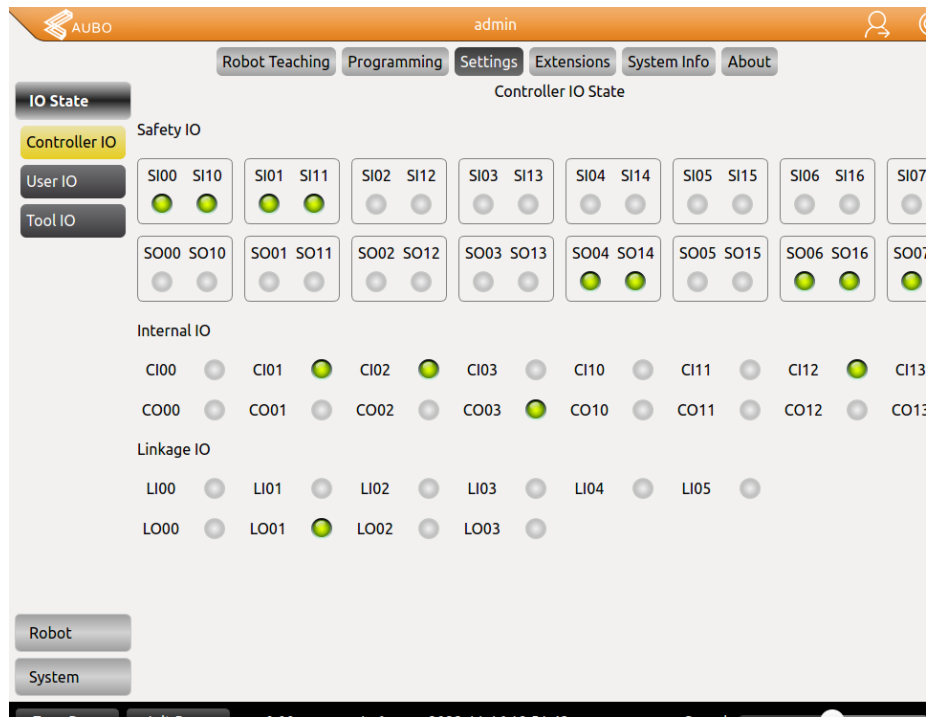 AUBO
admin
Robot Teaching Programming Settings Extensions System Info About
IO State
Controller IO State
Controller IO
Safety IO
User IO
Tool IO
SI00 SI10 SI01 SI11 SI02 SI12 SI03 SI13 SI04 SI14 SI05 SI15 SI06 SI16 SI07
SO00 SO10 SO01 SO11 SO02 SO12 SO03 SO13 SO04 SO14 SO05 SO15 SO06 SO16 SO07
Internal IO
CI00 CI01 CI02 CI03 CI10 CI11 CI12 CI13
CO00 CO01 CO02 CO03 CO10 CO11 CO12 CO13
Linkage IO
LI00 LI01 LI02 LI03 LI04 LI05
LO00 LO01 LO02 LO03
Robot
System